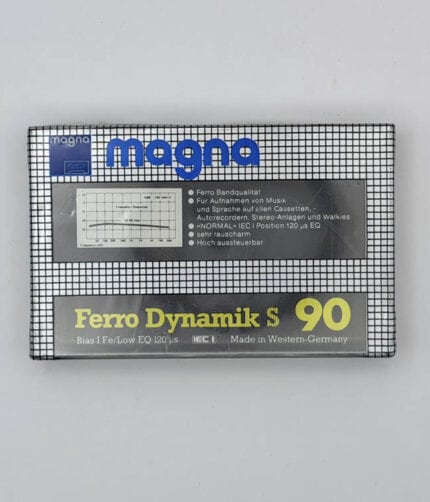 magna
magna
Frequency Response
• Ferro Bandqualität
• Für Aufnahmen von Musik
und Sprache auf allen Cassetten, -
Autorecordern, Stereo-Anlagen und Walkies
• »NORMAL« IEC I Position 120 µs EQ
• sehr rauscharm
• Hoch aussteuerbar
Ferro Dynamik S 90
Bias I Fe/Low EQ 120 µs IEC I Made in Western-Germany